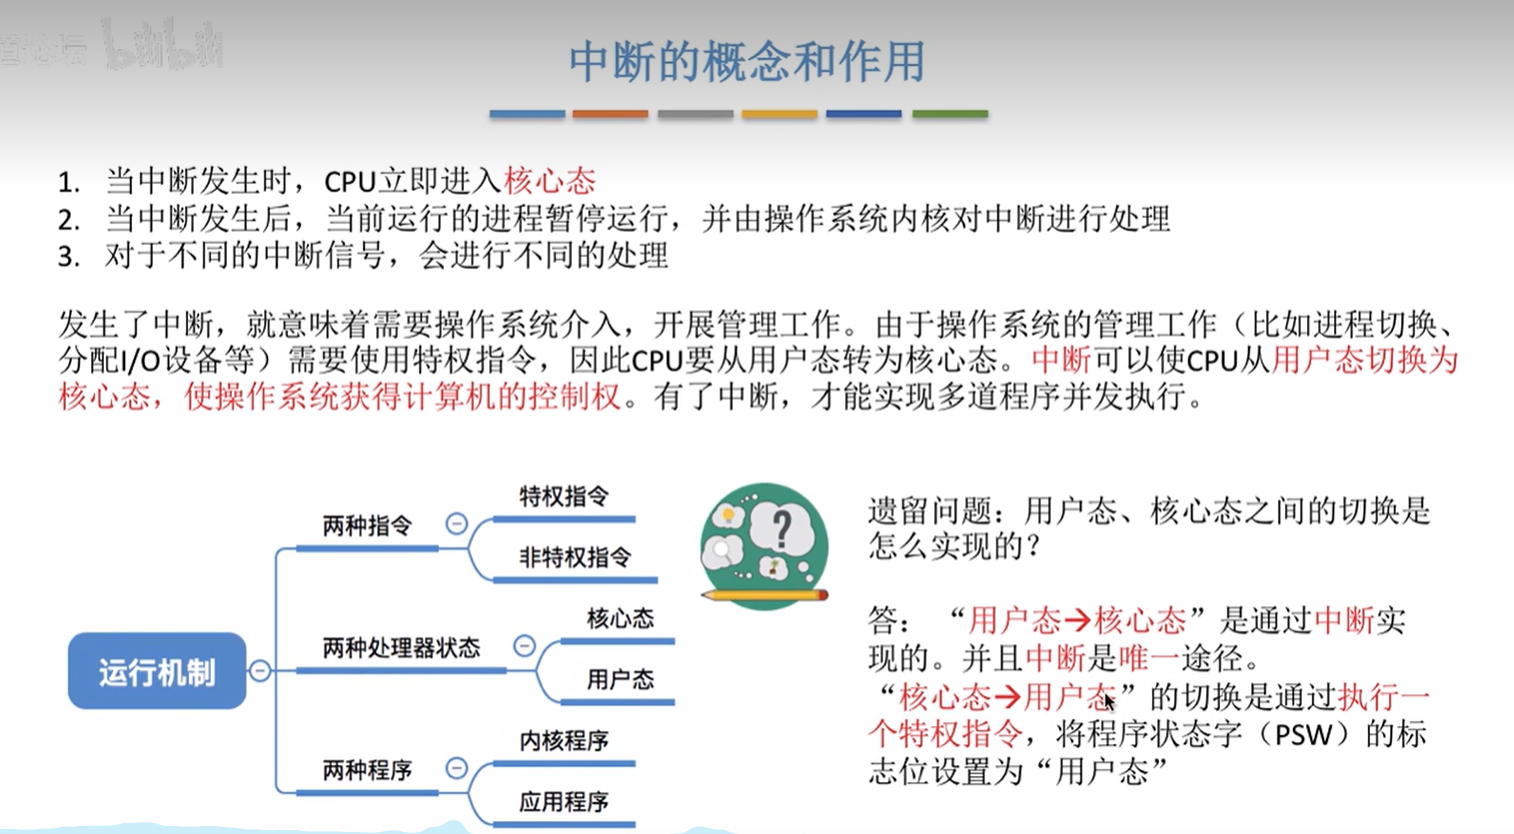 道论坛 bilibili
中断的概念和作用
1. 当中断发生时，CPU立即进入核心态
2. 当中断发生后，当前运行的进程暂停运行，并由操作系统内核对中断进行处理
3. 对于不同的中断信号，会进行不同的处理
发生了中断，就意味着需要操作系统介入，开展管理工作。由于操作系统的管理工作（比如进程切换、
分配I/O设备等）需要使用特权指令，因此CPU要从用户态转为核心态。中断可以使CPU从用户态切换为
核心态，使操作系统获得计算机的控制权。有了中断，才能实现多道程序并发执行。
运行机制
两种指令
特权指令
非特权指令
两种处理器状态
核心态
用户态
两种程序
内核程序
应用程序
?
遗留问题：用户态、核心态之间的切换是
怎么实现的？
答： “用户态→核心态”是通过中断实
现的。并且中断是唯一途径。
“核心态→用户态”的切换是通过执行一
个特权指令，将程序状态字（PSW）的标
志位设置为“用户态”